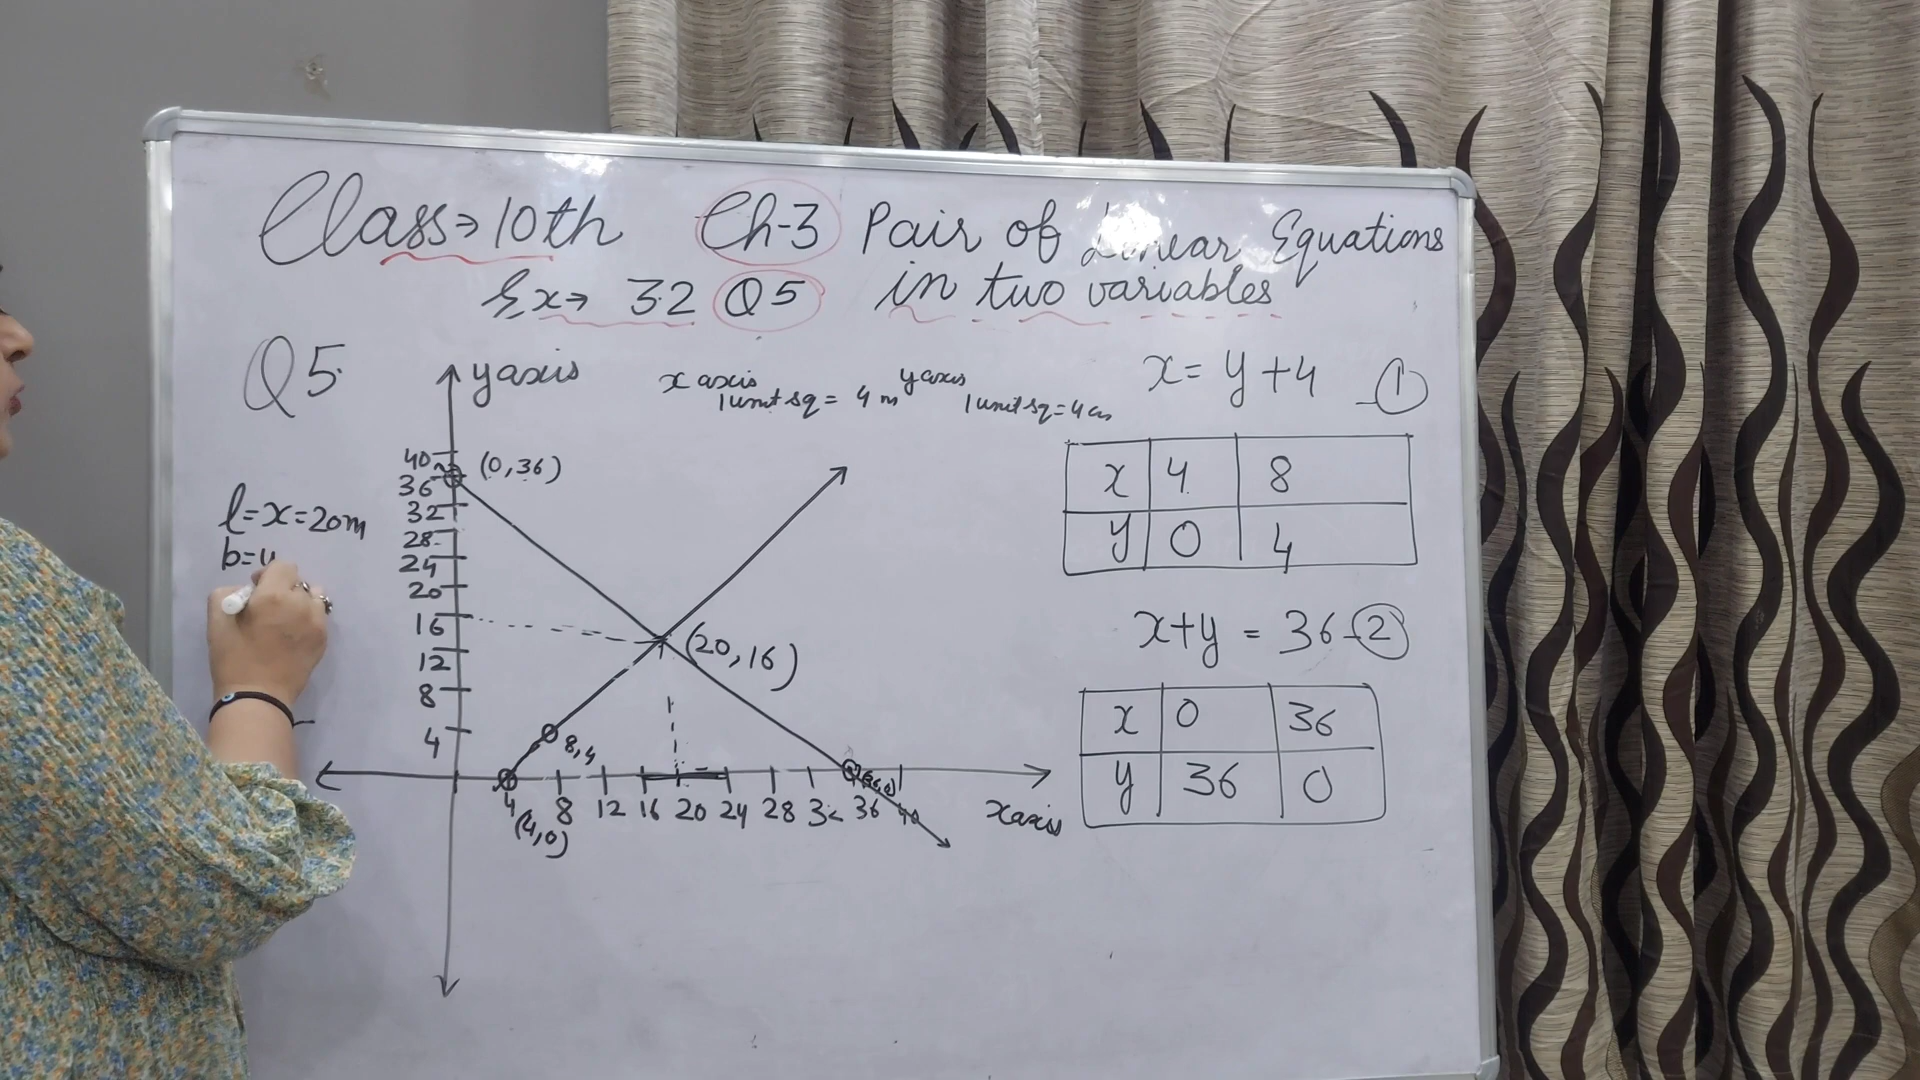 Class → 10th Ch-3 Pair of Linear Equations
Ex → 3.2 Q5 in two variables
Q5.
y axis
x axis
1 unit sq = 4 m
y axis
1 unit sq = 4 m
x = y + 4 - 1
x 4 8
y 0 4
x + y = 36 - 2
x 0 36
y 36 0
l = x = 20m
b = y
40
36
32
28
24
20
16
12
8
4
(0, 36)
(20, 16)
8, 4
(36, 0)
4 8 12 16 20 24 28 32 36 40
(4, 0)
x axis